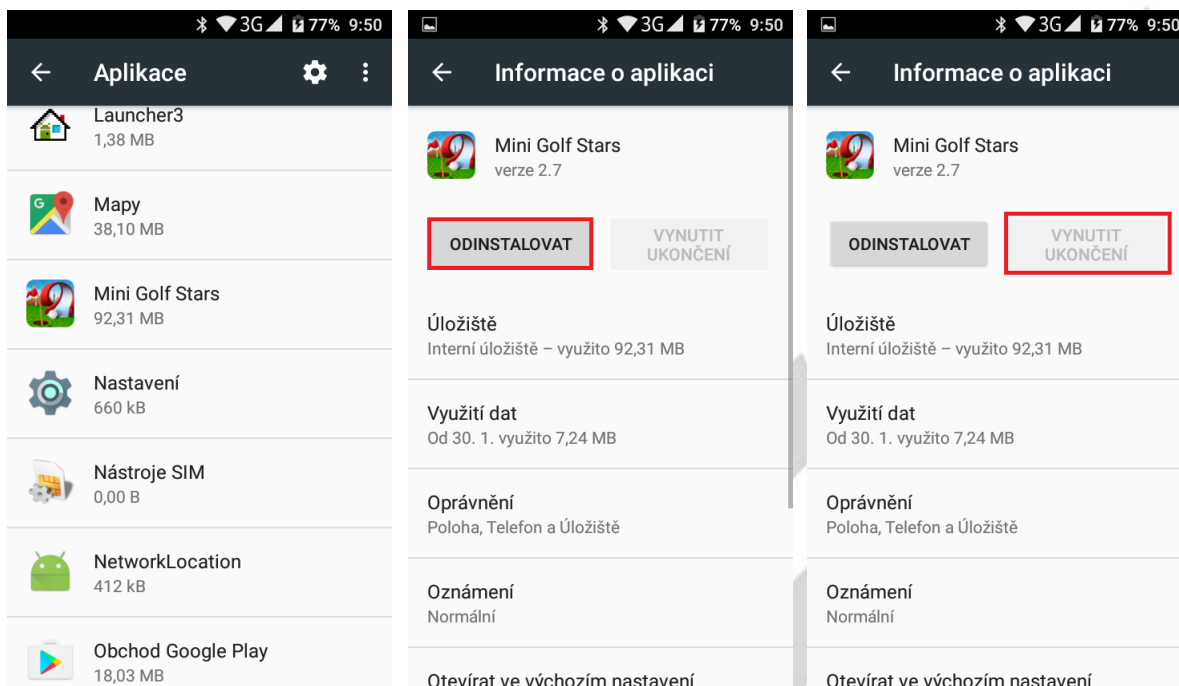 3G 77% 9:50
Aplikace
Launcher3
1,38 MB
Mapy
38,10 MB
Mini Golf Stars
92,31 MB
Nastavení
660 kB
Nástroje SIM
0,00 B
NetworkLocation
412 kB
Obchod Google Play
18,03 MB
3G 77% 9:50
Informace o aplikaci
Mini Golf Stars
verze 2.7
ODINSTALOVAT
VYNUTIT
UKONČENÍ
Úložiště
Interní úložiště – využito 92,31 MB
Využití dat
Od 30. 1. využito 7,24 MB
Oprávnění
Poloha, Telefon a Úložiště
Oznámení
Normální
Otevírat ve výchozím nastavení
3G 77% 9:50
Informace o aplikaci
Mini Golf Stars
verze 2.7
ODINSTALOVAT
VYNUTIT
UKONČENÍ
Úložiště
Interní úložiště – využito 92,31 MB
Využití dat
Od 30. 1. využito 7,24 MB
Oprávnění
Poloha, Telefon a Úložiště
Oznámení
Normální
Otevírat ve výchozím nastavení